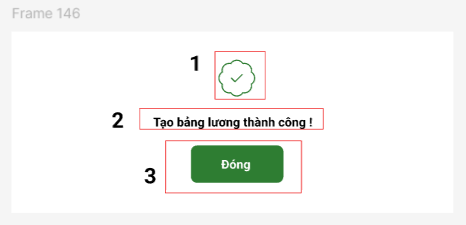 Frame 146
1
2 Tạo bảng lương thành công !
3 Đóng